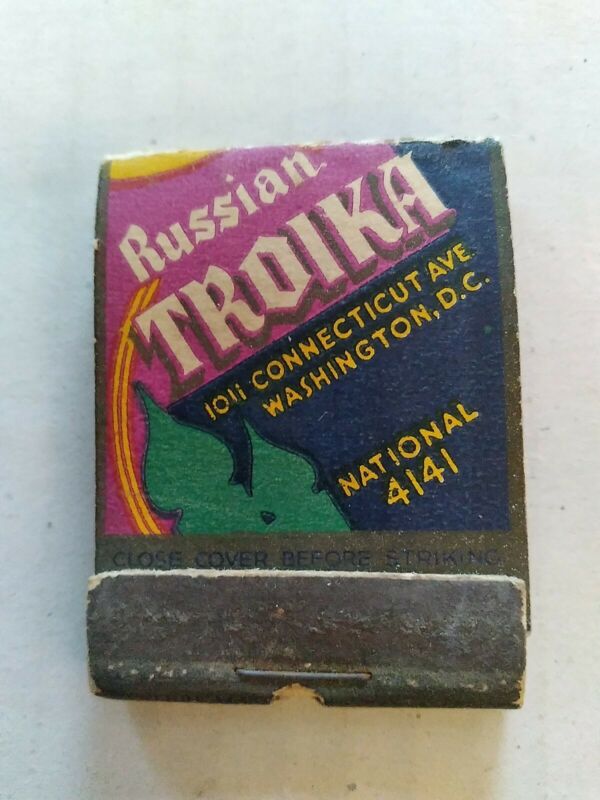 Russian
TROIKA
1011 CONNECTICUT AVE.
WASHINGTON, D.C.
NATIONAL
4141
CLOSE COVER BEFORE STRIKING